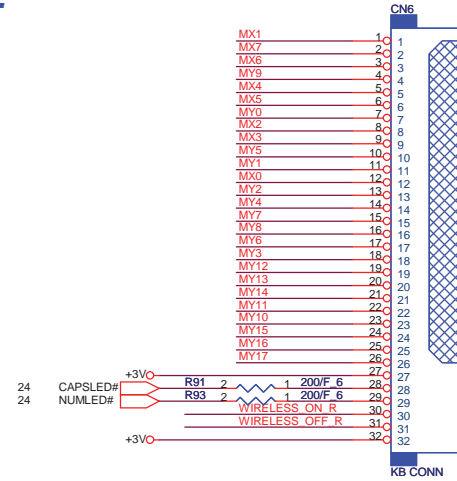 CN6
MX1 1 1
MX7 2 2
MX6 3 3
MY9 4 4
MX4 5 5
MX5 6 6
MY0 7 7
MX2 8 8
MX3 9 9
MY5 10 10
MY1 11 11
MX0 12 12
MY2 13 13
MY4 14 14
MY7 15 15
MY8 16 16
MY6 17 17
MY3 18 18
MY12 19 19
MY13 20 20
MY14 21 21
MY11 22 22
MY10 23 23
MY15 24 24
MY16 25 25
MY17 26 26
+3V 27 27
24 CAPSLED# R91 2 1 200/F_6 28 28
24 NUMLED# R93 2 1 200/F_6 29 29
WIRELESS_ON_R 30 30
WIRELESS_OFF_R 31 31
+3V 32 32
KB CONN